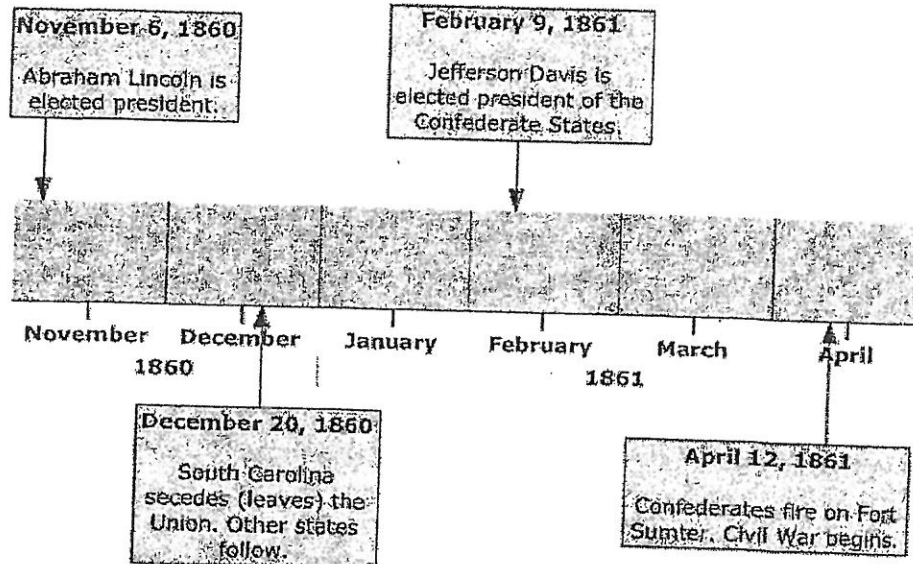 November 6, 1860
Abraham Lincoln is
elected president.
February 9, 1861
Jefferson Davis is
elected president of the
Confederate States.
November
December
January
February
March
April
1860
1861
December 20, 1860
South Carolina
secedes (leaves) the
Union. Other states
follow.
April 12, 1861
Confederates fire on Fort
Sumter. Civil War begins.